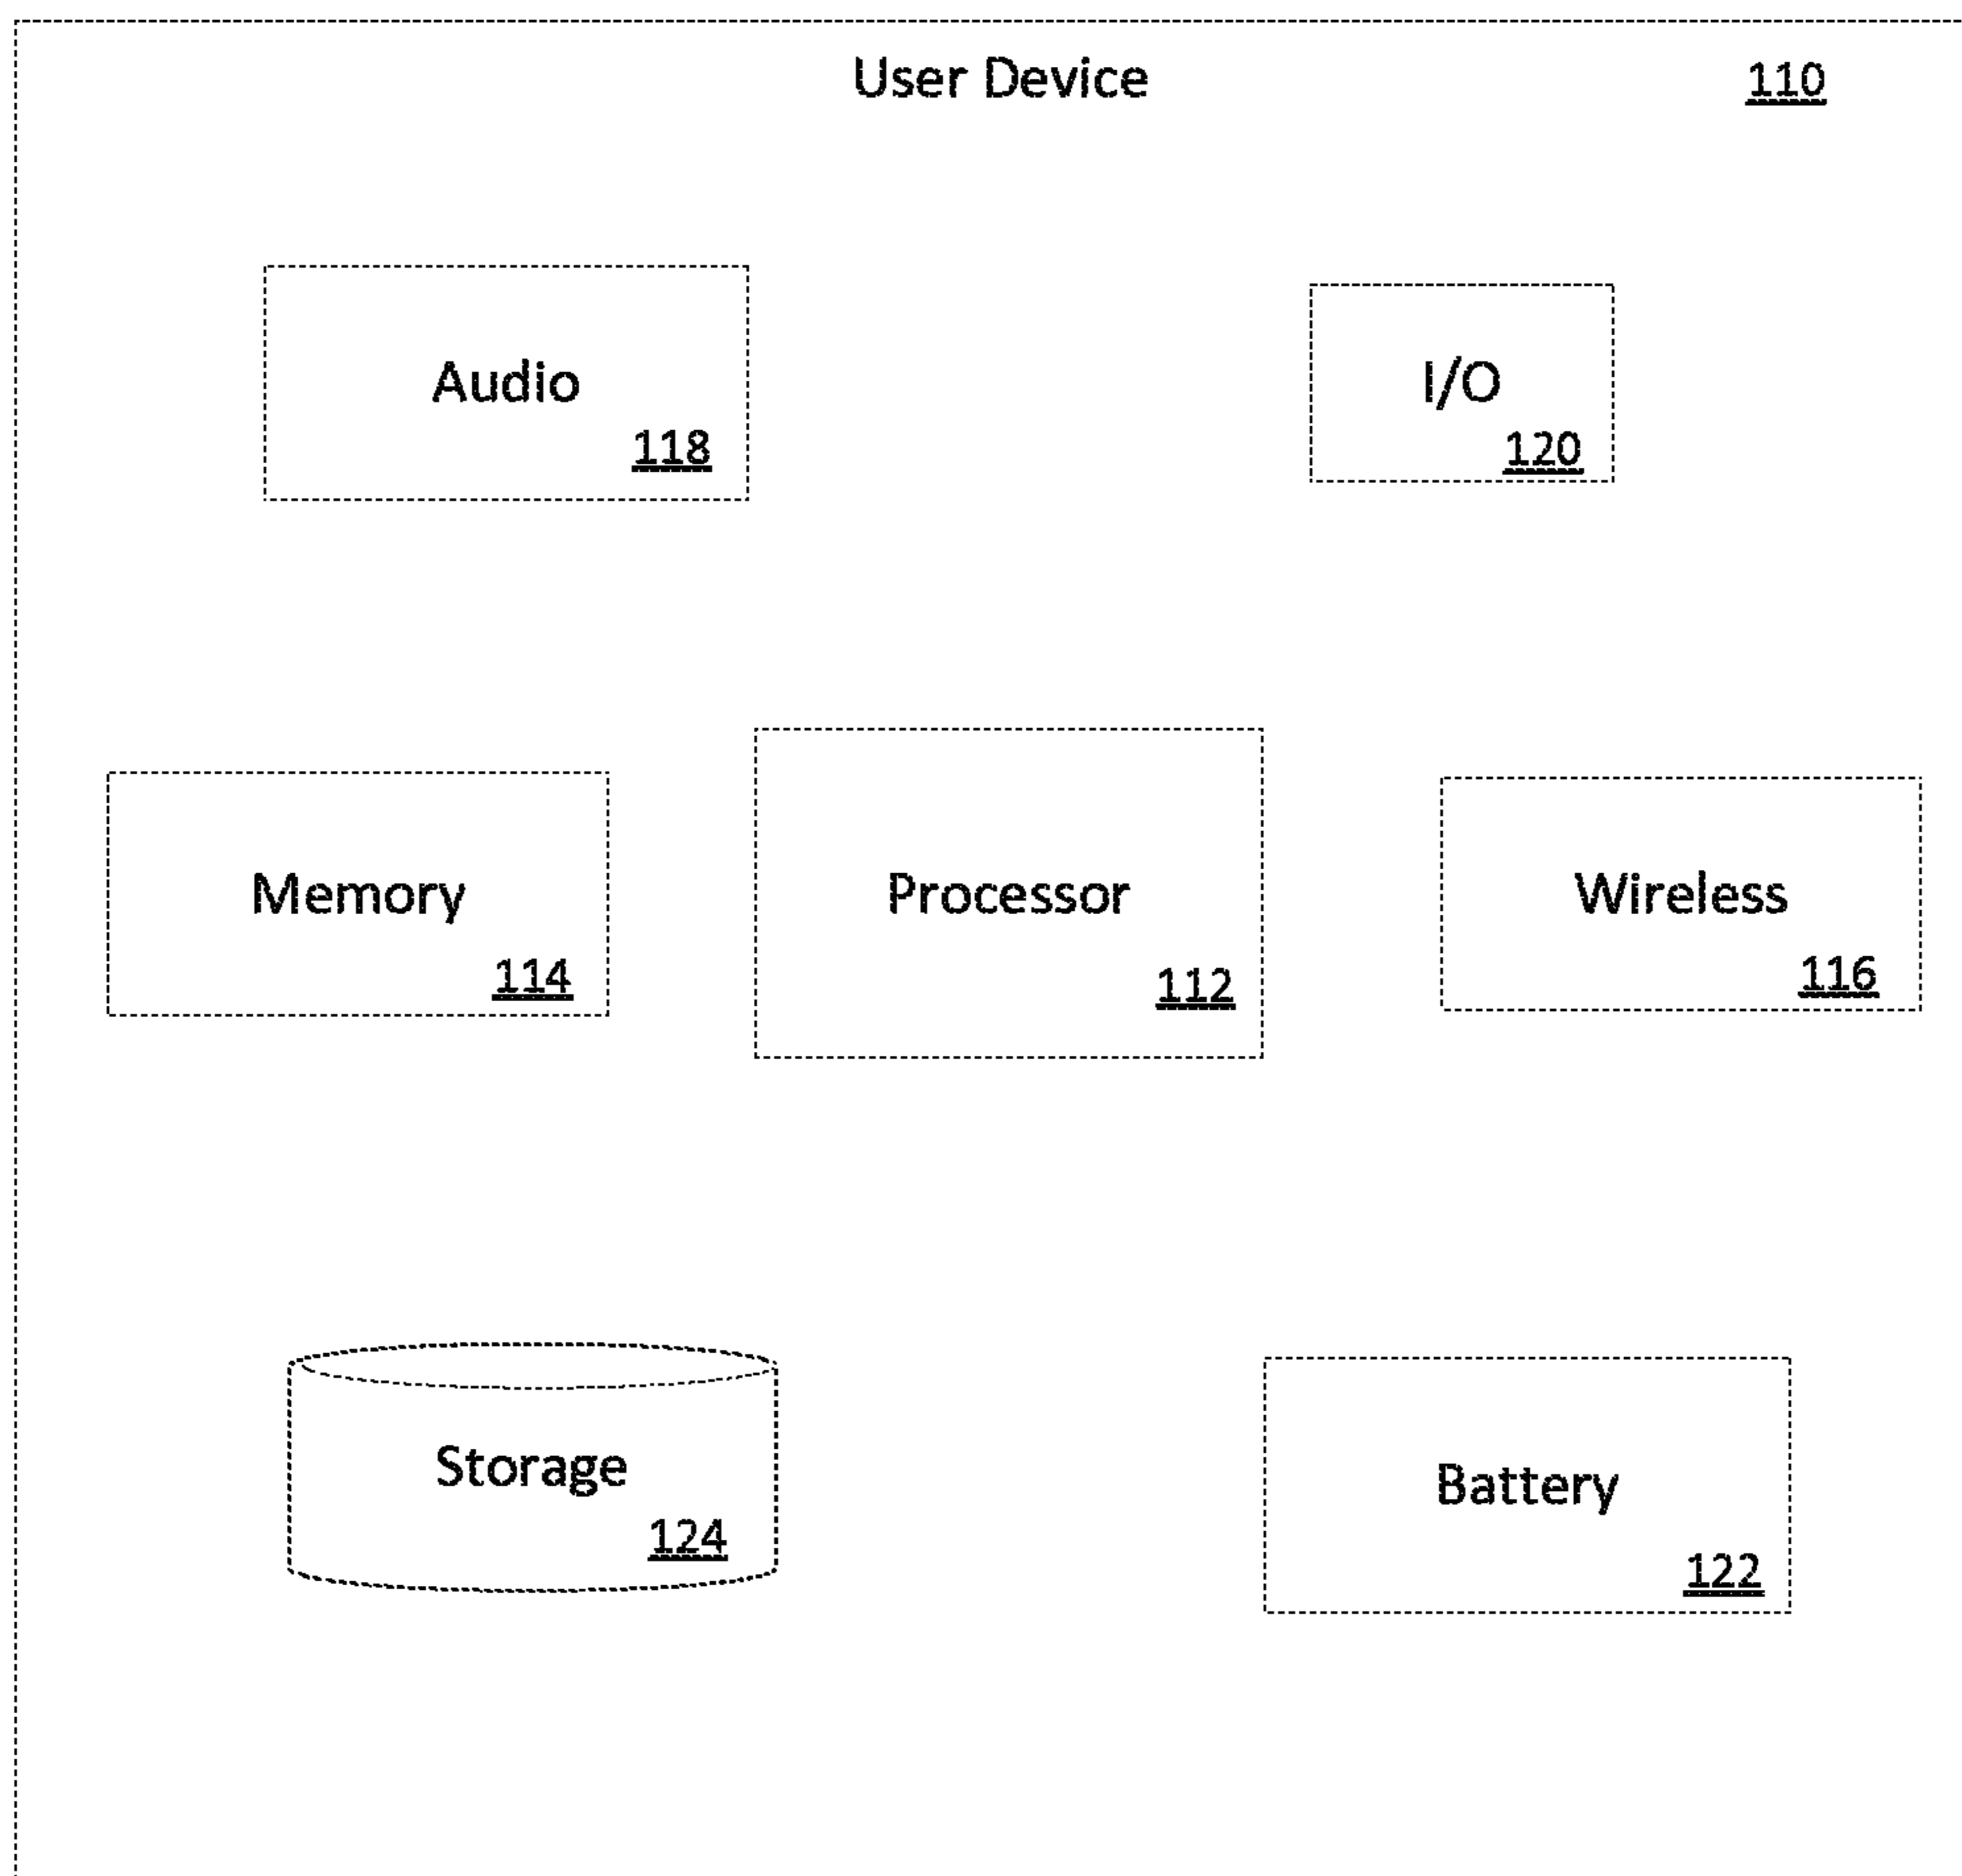 User Device 110
Audio
118
I/O
120
Memory
114
Processor
112
Wireless
116
Storage
124
Battery
122